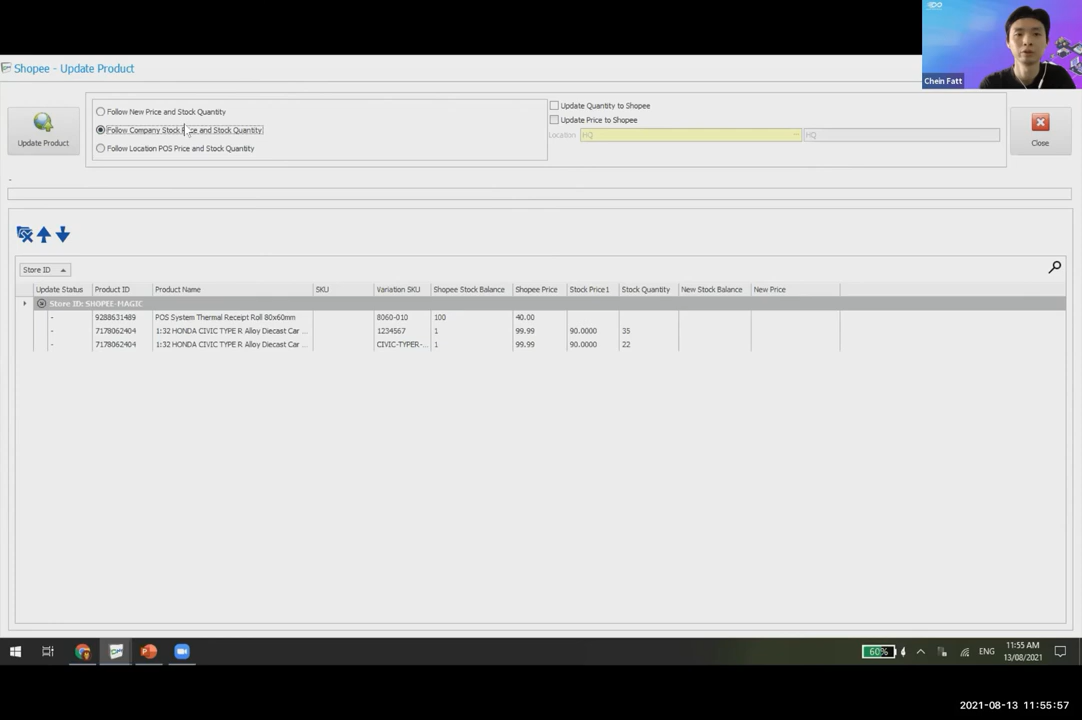 Chein Fatt
Shopee - Update Product
Update Product
Follow New Price and Stock Quantity
Follow Company Stock Price and Stock Quantity
Follow Location POS Price and Stock Quantity
Update Quantity to Shopee
Update Price to Shopee
Location HQ HQ
Close
-
Store ID
Update Status Product ID Product Name SKU Variation SKU Shopee Stock Balance Shopee Price Stock Price1 Stock Quantity New Stock Balance New Price
Store ID: SHOPEE-MAGIC
- 9288631489 POS System Thermal Receipt Roll 80x60mm 8060-010 100 40.00
- 7178062404 1:32 HONDA CIVIC TYPE R Alloy Diecast Car ... 1234567 1 99.99 90.0000 35
- 7178062404 1:32 HONDA CIVIC TYPE R Alloy Diecast Car ... CIVIC-TYPER-... 1 99.99 90.0000 22
60% ENG 11:55 AM
13/08/2021
2021-08-13 11:55:57